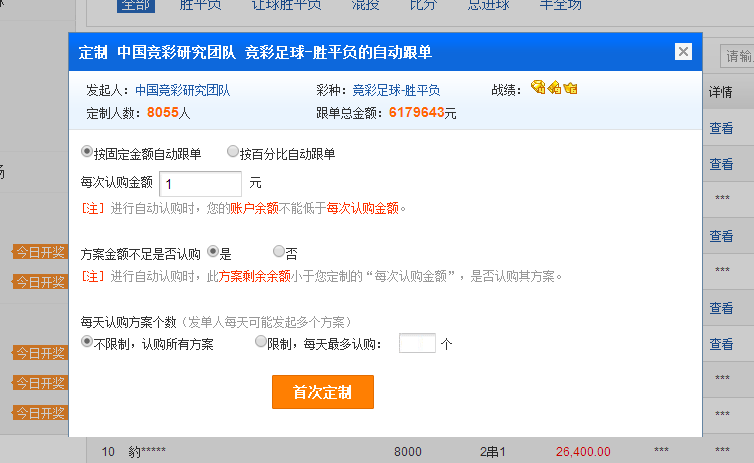 全部 胜平负 让球胜平负 混投 比分 总进球 半全场
定制 中国竞彩研究团队 竞彩足球-胜平负的自动跟单
请输
发起人：中国竞彩研究团队 彩种：竞彩足球-胜平负 战绩：
详情
定制人数：8055人 跟单总金额：6179643元
查看
按固定金额自动跟单 按百分比自动跟单
查看
每次认购金额 1 元
***
[注] 进行自动认购时，您的账户余额不能低于每次认购金额。
查看
今日开奖
方案金额不足是否认购 是 否
***
[注] 进行自动认购时，此方案剩余余额小于您定制的“每次认购金额”，是否认购其方案。
今日开奖
查看
每天认购方案个数（发单人每天可能发起多个方案）
不限制，认购所有方案 限制，每天最多认购： 个
查看
今日开奖
***
今日开奖
首次定制
今日开奖
***
10 豹***** 8000 2串1 26,400.00 *** ***